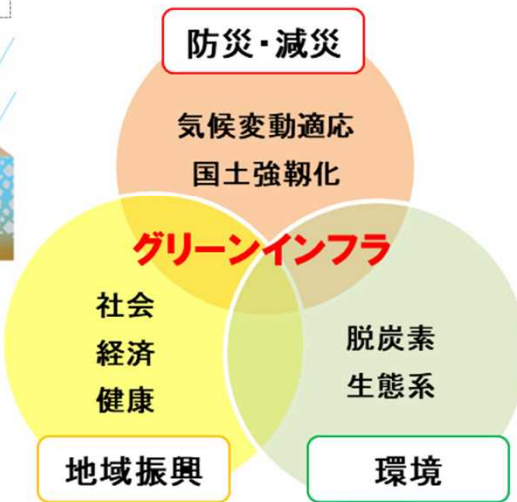 防災・減災
気候変動適応
国土強靱化
グリーンインフラ
社会
経済
健康
脱炭素
生態系
地域振興
環境